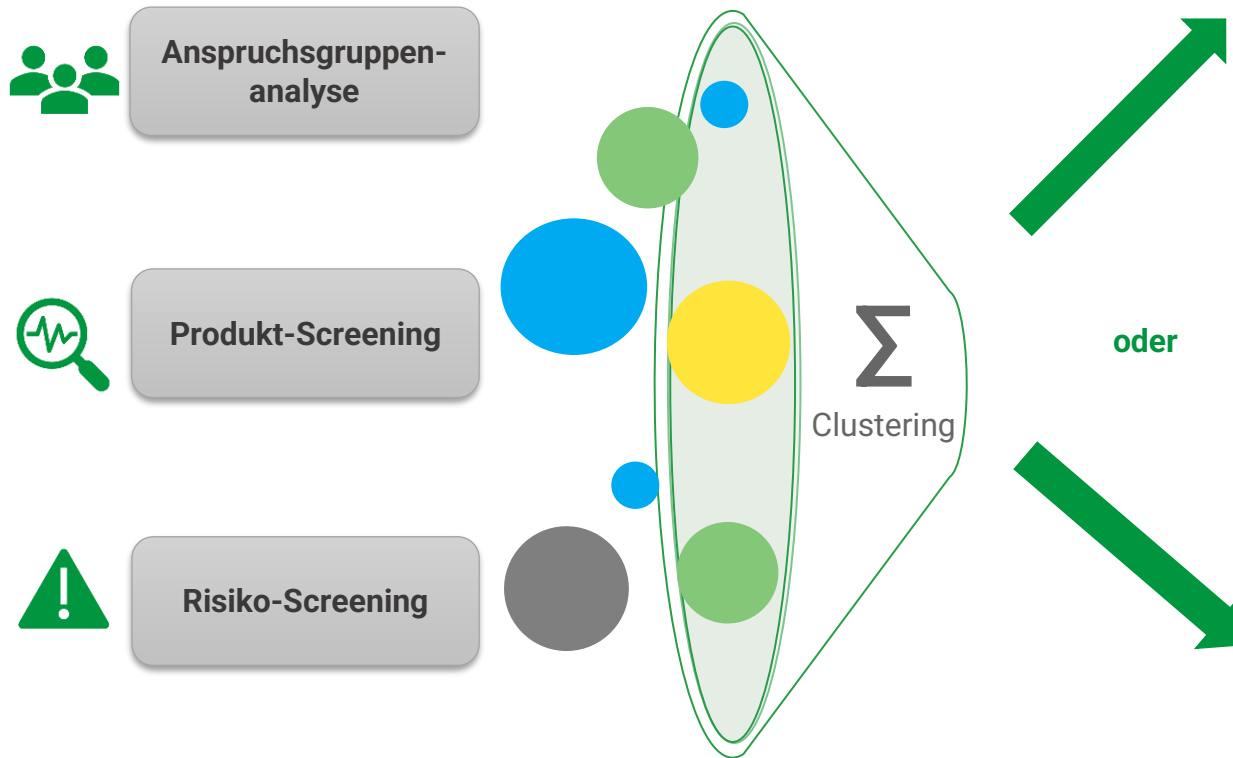 Anspruchsgruppen-
analyse
Produkt-Screening
Risiko-Screening
Σ
Clustering
oder